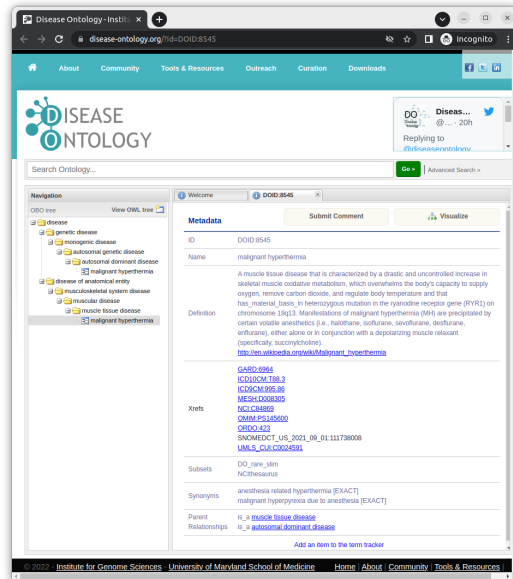 Disease Ontology - Instit
disease-ontology.org/?id=DOID:8545
Incognito
About Community Tools & Resources Outreach Curation Downloads
DISEASE
ONTOLOGY
DO
Diseas...
@... · 20h
Replying to
@diseaseontology
Search Ontology...
Go »
Advanced Search »
Navigation
OBO tree View OWL tree
disease
genetic disease
monogenic disease
autosomal genetic disease
autosomal dominant disease
malignant hyperthermia
disease of anatomical entity
musculoskeletal system disease
muscular disease
muscle tissue disease
malignant hyperthermia
Welcome DOID:8545
Metadata Submit Comment Visualize
ID DOID:8545
Name malignant hyperthermia
Definition
A muscle tissue disease that is characterized by a drastic and uncontrolled increase in
skeletal muscle oxidative metabolism, which overwhelms the body's capacity to supply
oxygen, remove carbon dioxide, and regulate body temperature and that
has_material_basis_in heterozygous mutation in the ryanodine receptor gene (RYR1) on
chromosome 19q13. Manifestations of malignant hyperthermia (MH) are precipitated by
certain volatile anesthetics (i.e., halothane, isoflurane, sevoflurane, desflurane,
enflurane), either alone or in conjunction with a depolarizing muscle relaxant
(specifically, succinylcholine).
http://en.wikipedia.org/wiki/Malignant_hyperthermia
Xrefs
GARD:6964
ICD10CM:T88.3
ICD9CM:995.86
MESH:D008305
NCI:C84869
OMIM:PS145600
ORDO:423
SNOMEDCT_US_2021_09_01:111738008
UMLS_CUI:C0024591
Subsets
DO_rare_slim
NCIthesaurus
Synonyms
anesthesia related hyperthermia [EXACT]
malignant hyperpyrexia due to anesthesia [EXACT]
Parent Relationships
is_a muscle tissue disease
is_a autosomal dominant disease
Add an item to the term tracker
© 2022 - Institute for Genome Sciences - University of Maryland School of Medicine Home | About | Community | Tools & Resources |